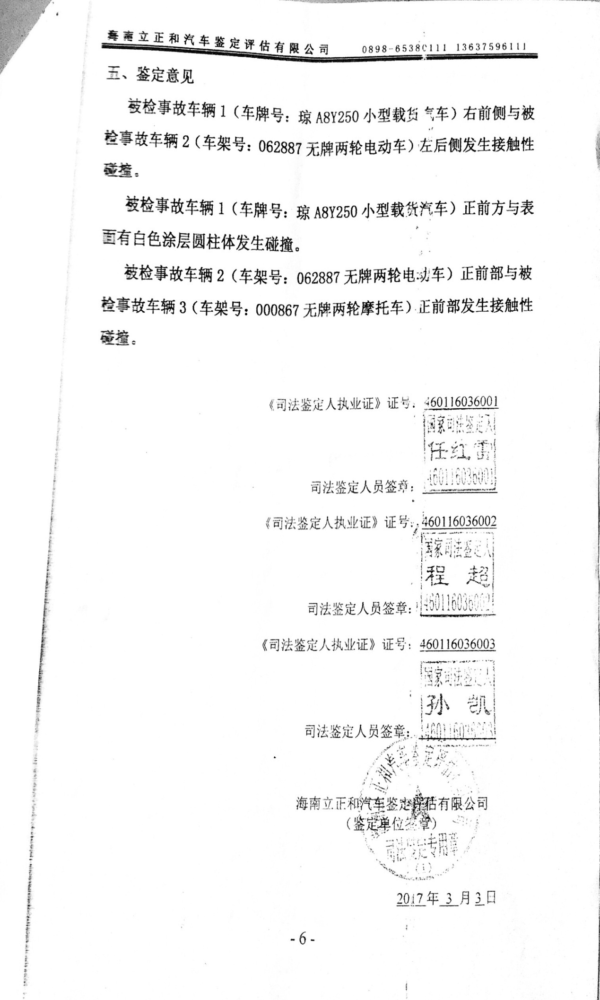 海南立正和汽车鉴定评估有限公司 0898-65380111 13637596111
五、鉴定意见
被检事故车辆1（车牌号：琼A8Y250小型载货汽车）右前侧与被
检事故车辆2（车架号：062887无牌两轮电动车）左后侧发生接触性
碰撞。
被检事故车辆1（车牌号：琼A8Y250小型载货汽车）正前方与表
面有白色涂层圆柱体发生碰撞。
被检事故车辆2（车架号：062887无牌两轮电动车）正前部与被
检事故车辆3（车架号：000867无牌两轮摩托车）正前部发生接触性
碰撞。
《司法鉴定人执业证》证号：460116036001
国家司法鉴定人
任红雷
460116036001
司法鉴定人员签章：
《司法鉴定人执业证》证号：460116036002
国家司法鉴定人
程 超
460116036002
司法鉴定人员签章：
《司法鉴定人执业证》证号：460116036003
国家司法鉴定人
孙 凯
460116036003
司法鉴定人员签章：
正和汽车鉴定评估
海南立正和汽车鉴定评估有限公司
（鉴定单位签章）
司法鉴定专用章
（1）
2017年 3 月 3日
- 6 -